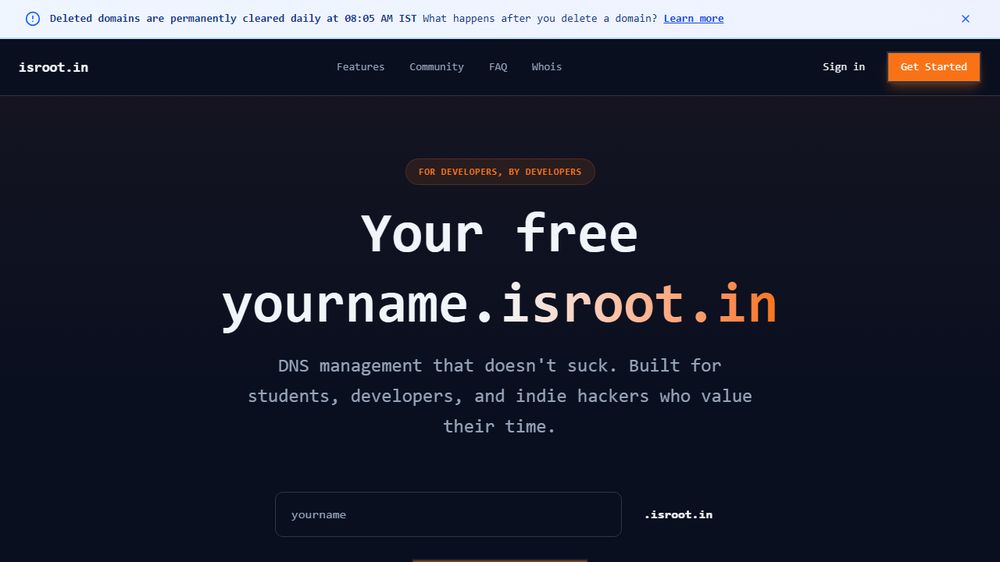 Deleted domains are permanently cleared daily at 08:05 AM IST What happens after you delete a domain? Learn more
isroot.in
Features Community FAQ Whois
Sign in
Get Started
FOR DEVELOPERS, BY DEVELOPERS
Your free
yourname.isroot.in
DNS management that doesn't suck. Built for
students, developers, and indie hackers who value
their time.
yourname
.isroot.in